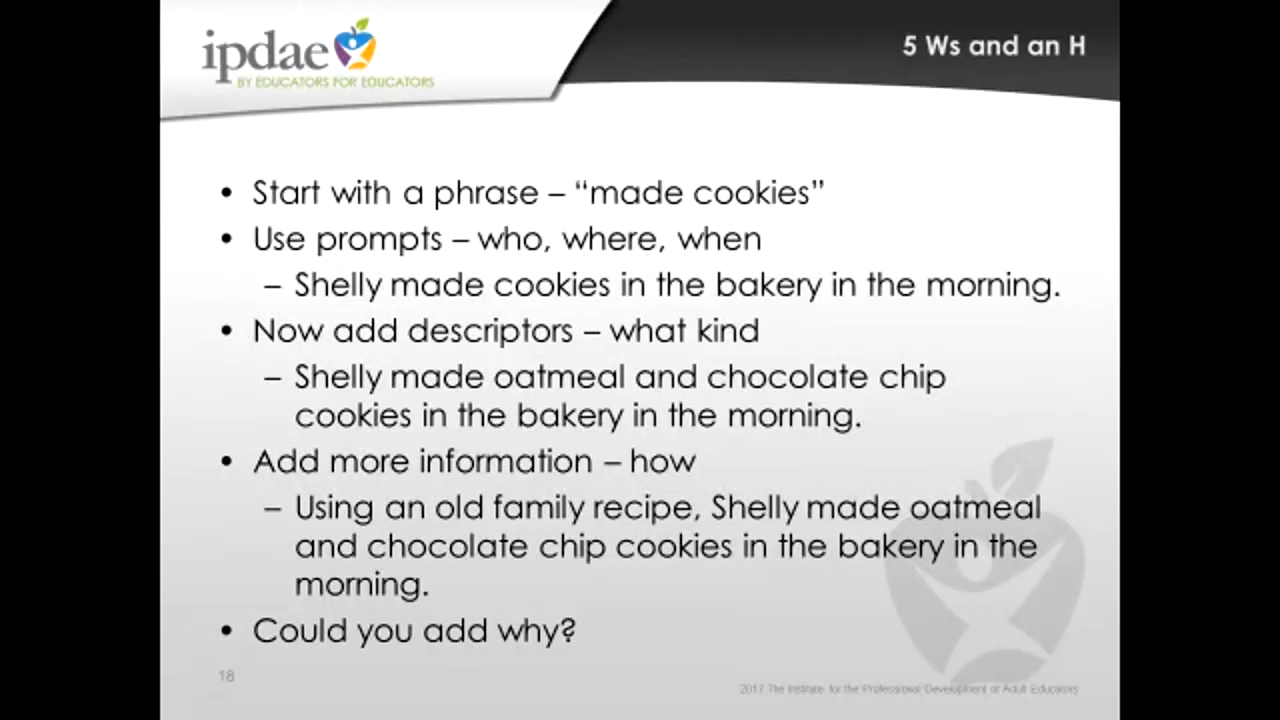 ipdae
BY EDUCATORS FOR EDUCATORS
5 Ws and an H
• Start with a phrase – “made cookies”
• Use prompts – who, where, when
– Shelly made cookies in the bakery in the morning.
• Now add descriptors – what kind
– Shelly made oatmeal and chocolate chip
cookies in the bakery in the morning.
• Add more information – how
– Using an old family recipe, Shelly made oatmeal
and chocolate chip cookies in the bakery in the
morning.
• Could you add why?
18
2017 The Institute for the Professional Development of Adult Educators